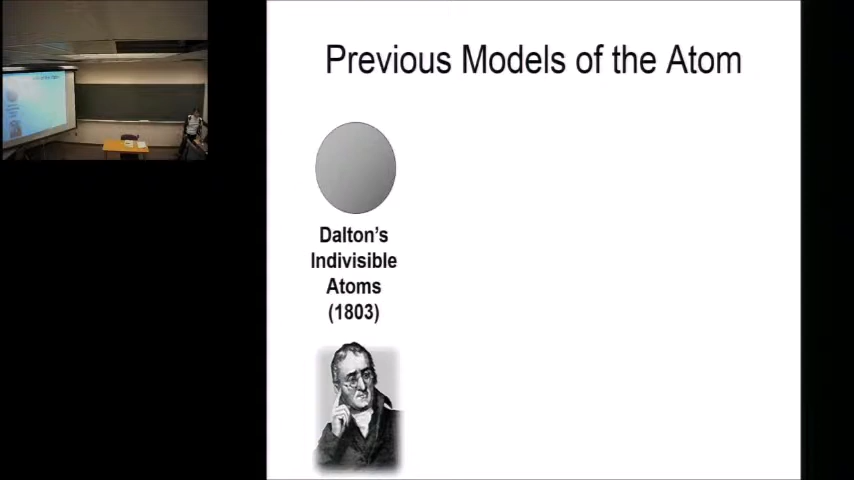 Previous Models of the Atom
Dalton's
Indivisible
Atoms
(1803)